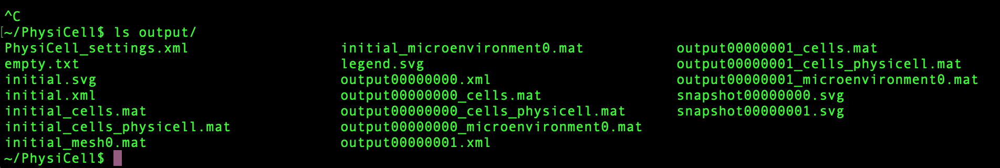 ^C
[~/PhysiCell$ ls output/
PhysiCell_settings.xml initial_microenvironment0.mat output00000001_cells.mat
empty.txt legend.svg output00000001_cells_physicell.mat
initial.svg output00000000.xml output00000001_microenvironment0.mat
initial.xml output00000000_cells.mat snapshot00000000.svg
initial_cells.mat output00000000_cells_physicell.mat snapshot00000001.svg
initial_cells_physicell.mat output00000000_microenvironment0.mat
initial_mesh0.mat output00000001.xml
~/PhysiCell$